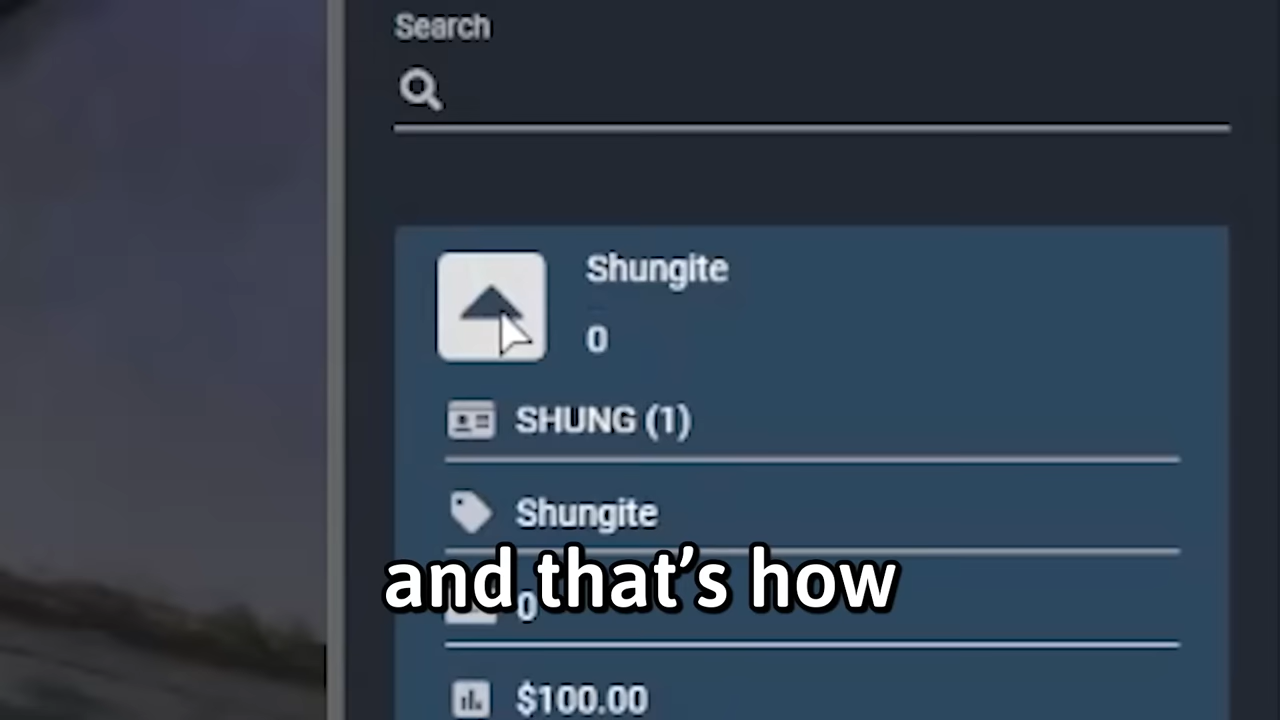 Search
Shungite
0
SHUNG (1)
Shungite
0
and that's how
$100.00